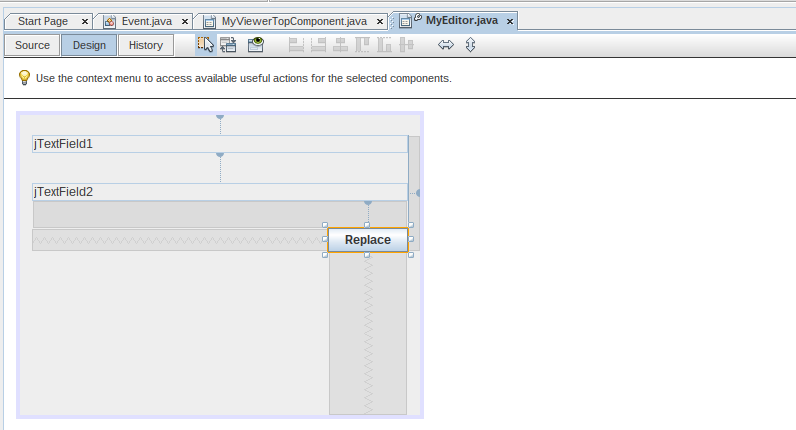 Start Page Event.java MyViewerTopComponent.java MyEditor.java
Source Design History
Use the context menu to access available useful actions for the selected components.
jTextField1
jTextField2
Replace